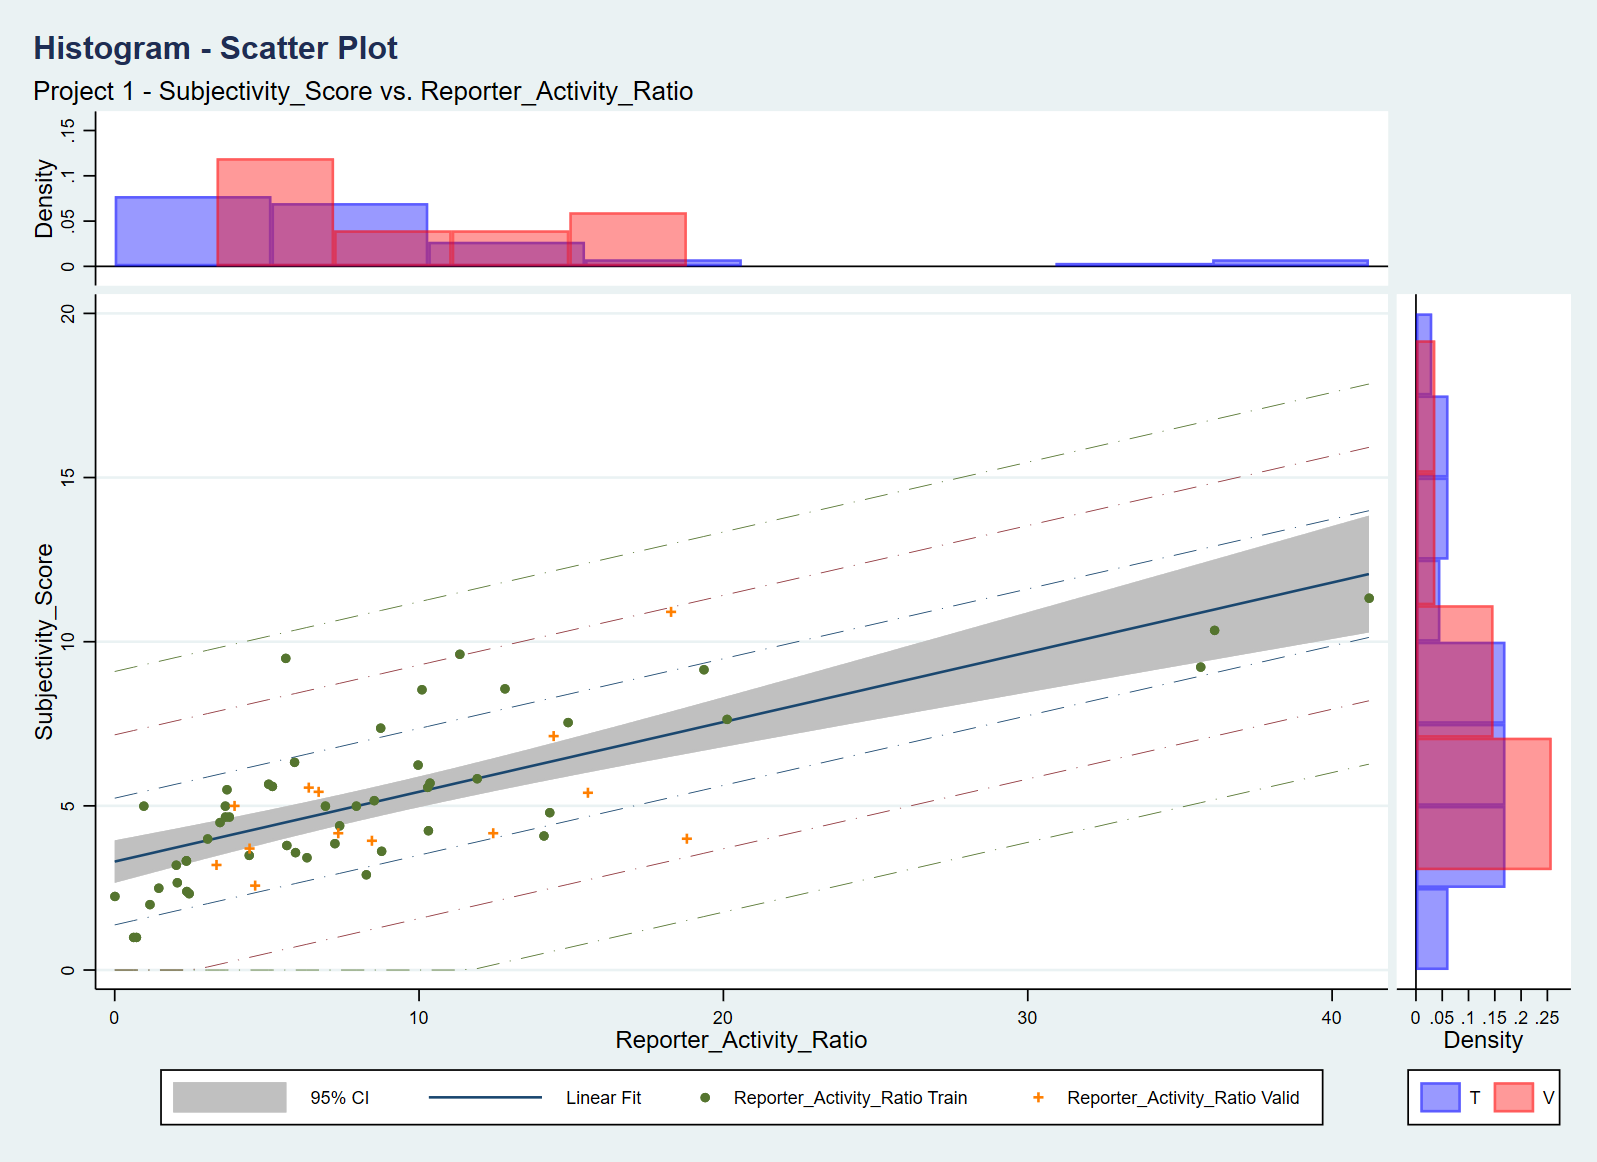 Histogram - Scatter Plot
Project 1 - Subjectivity_Score vs. Reporter_Activity_Ratio
Density
.15
.1
.05
0
Subjectivity_Score
20
15
10
5
0
0 10 20 30 40
Reporter_Activity_Ratio
0 .05 .1 .15 .2 .25
Density
95% CI Linear Fit Reporter_Activity_Ratio Train Reporter_Activity_Ratio Valid
T V